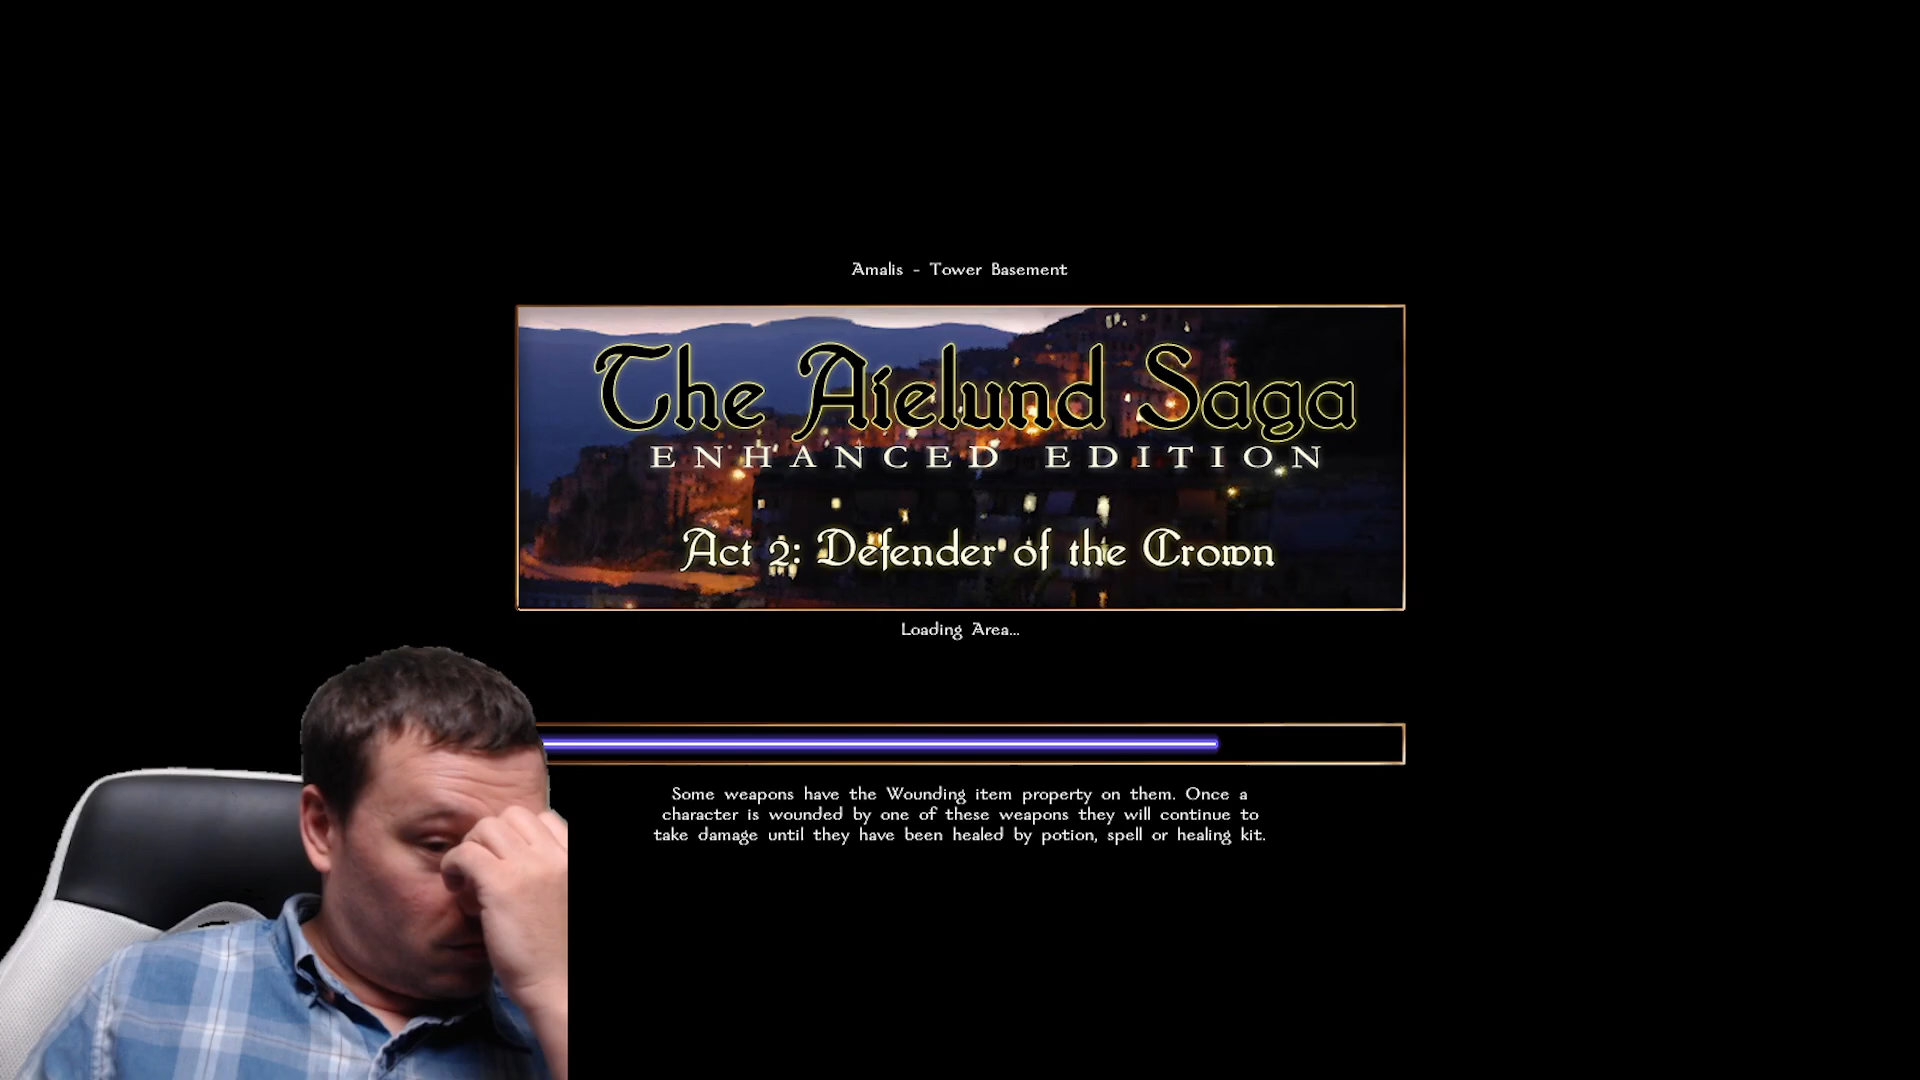 Amalis - Tower Basement
The Aielund Saga
ENHANCED EDITION
Act 2: Defender of the Crown
Loading Area...
Some weapons have the Wounding item property on them. Once a
character is wounded by one of these weapons they will continue to
take damage until they have been healed by potion, spell or healing kit.